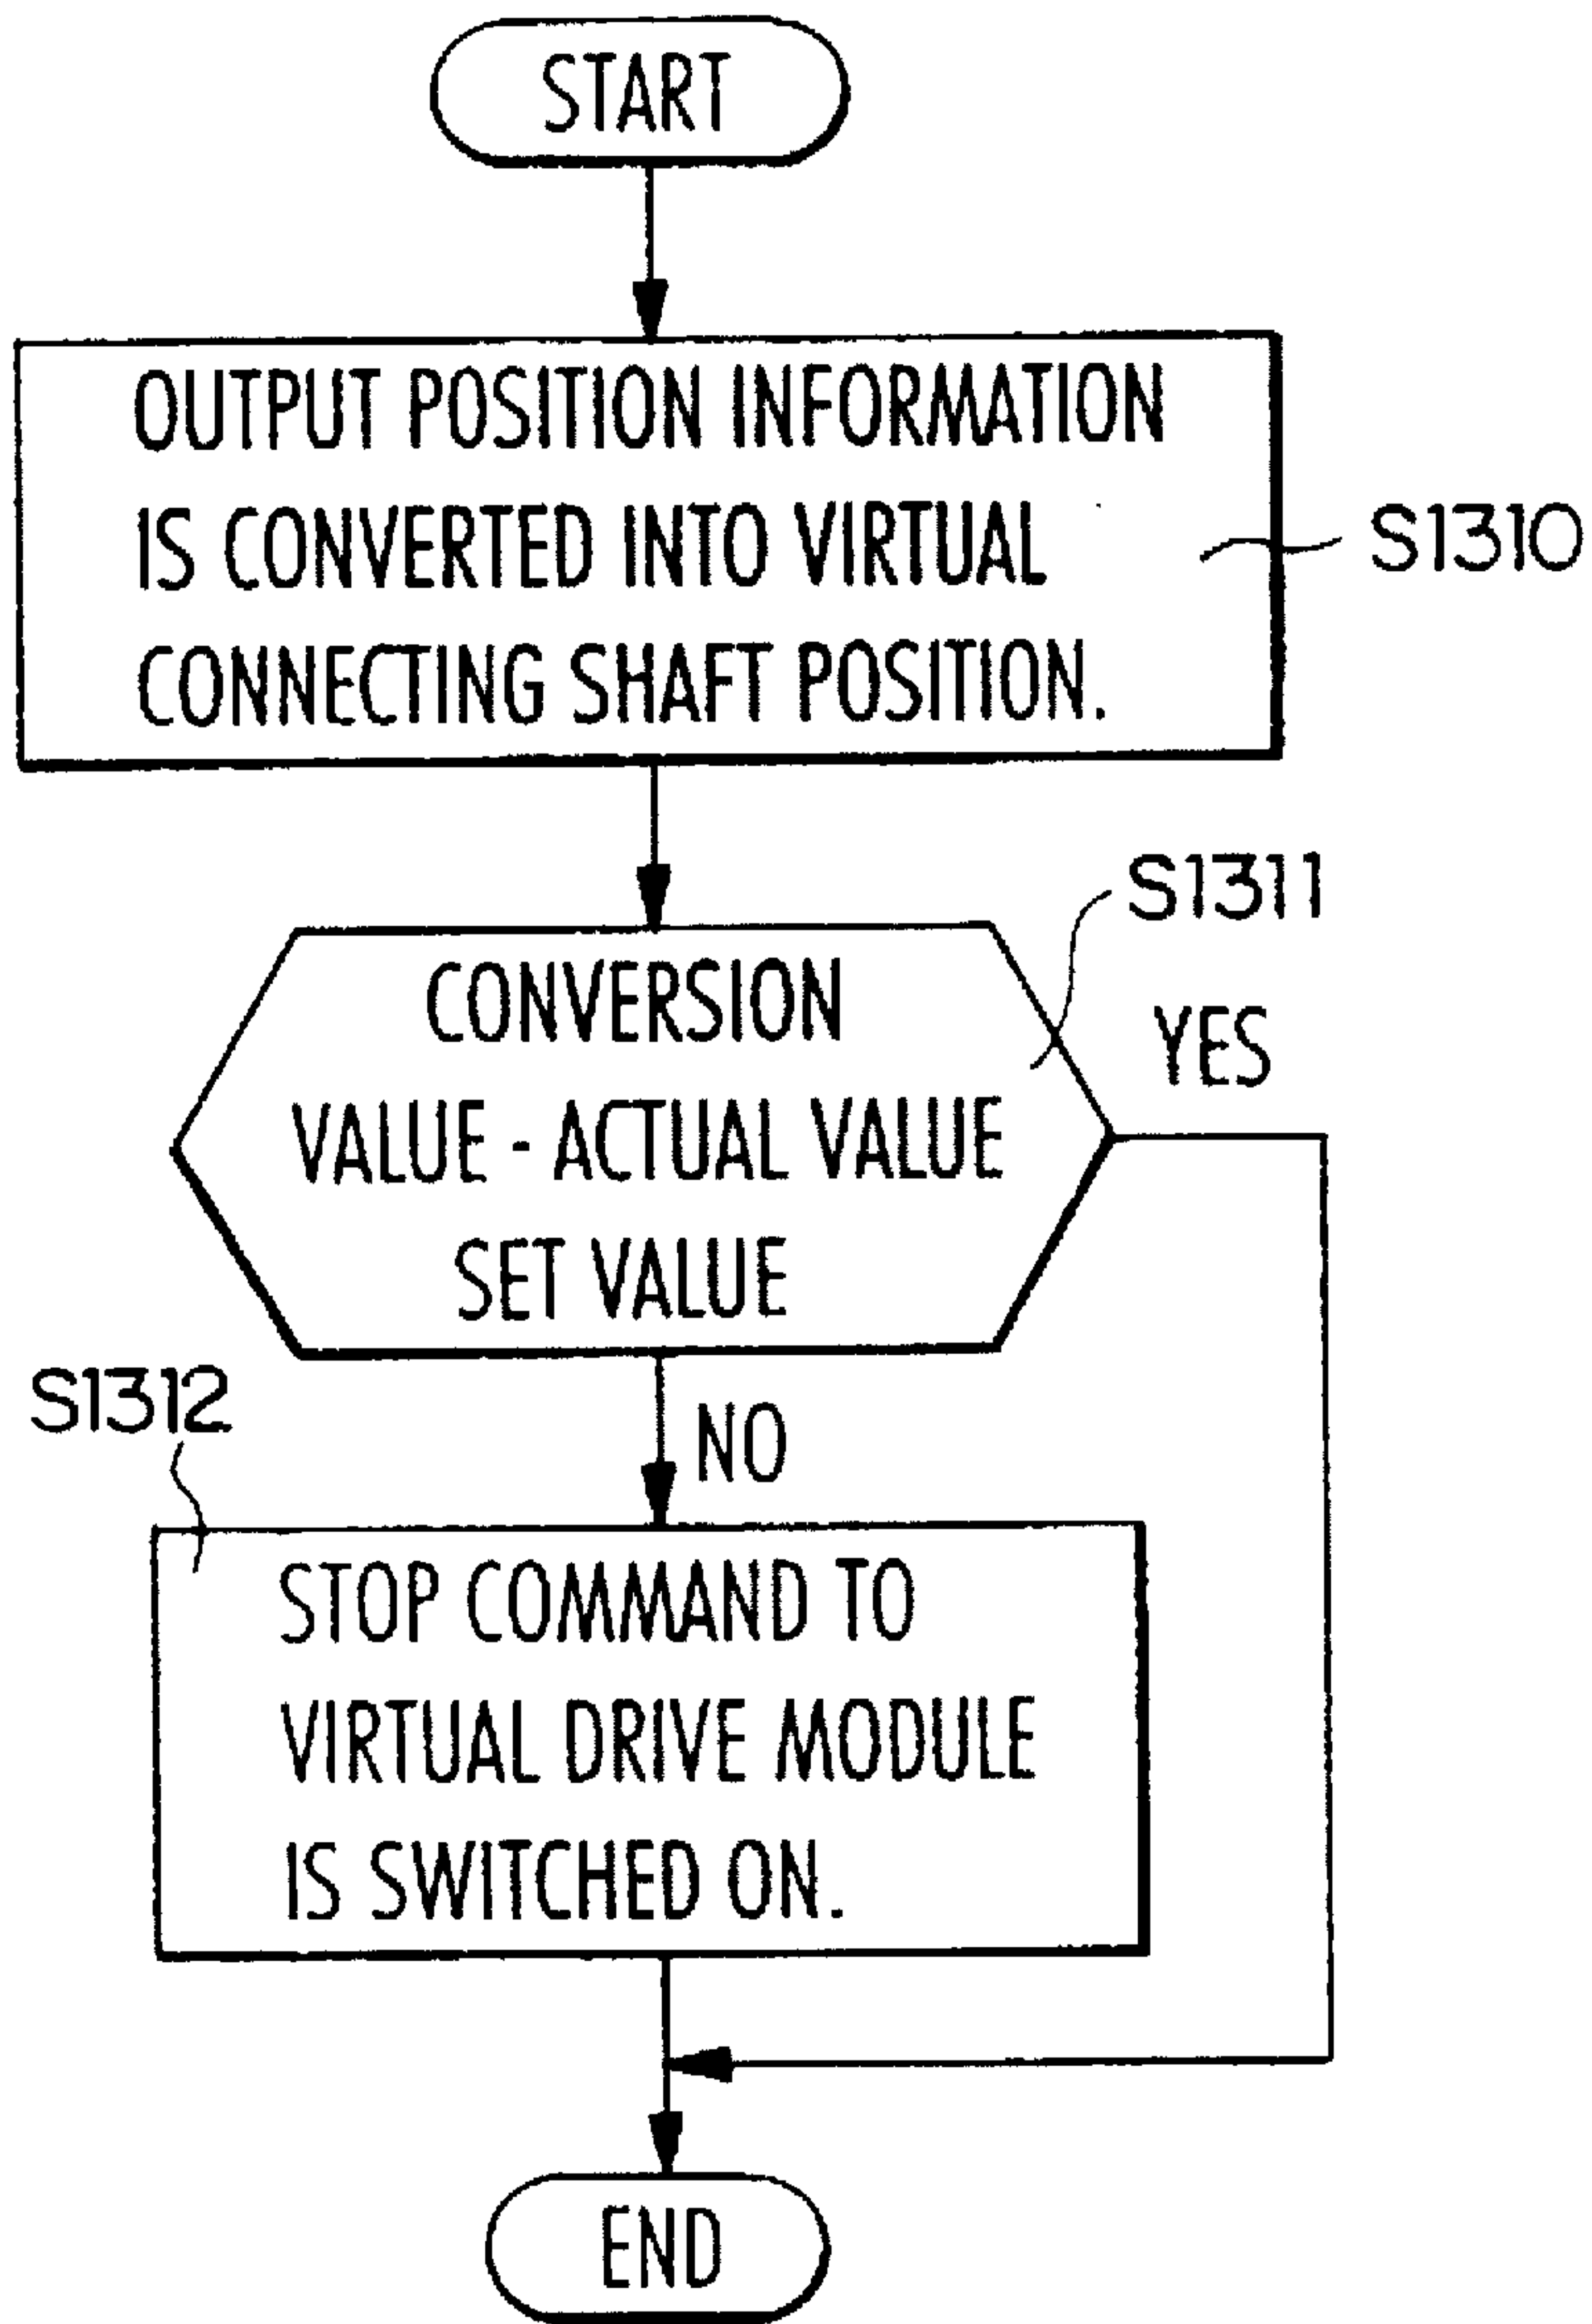 START
OUTPUT POSITION INFORMATION
IS CONVERTED INTO VIRTUAL
CONNECTING SHAFT POSITION.
S1310
S1311
CONVERSION
VALUE - ACTUAL VALUE
SET VALUE
YES
NO
S1312
STOP COMMAND TO
VIRTUAL DRIVE MODULE
IS SWITCHED ON.
END